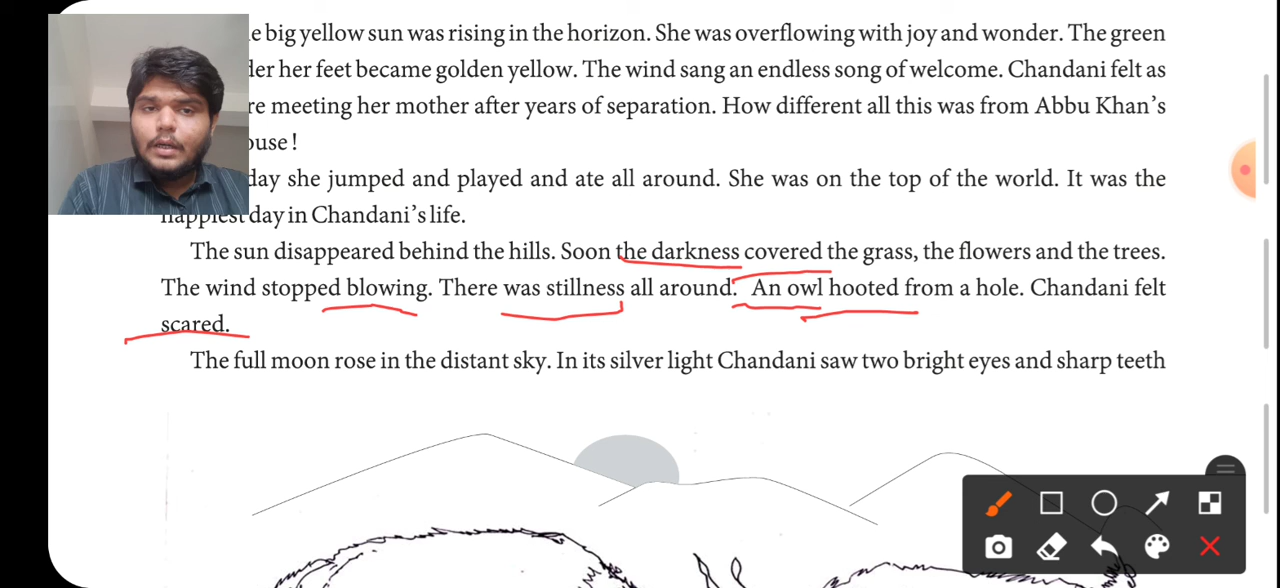 e big yellow sun was rising in the horizon. She was overflowing with joy and wonder. The green
der her feet became golden yellow. The wind sang an endless song of welcome. Chandani felt as
re meeting her mother after years of separation. How different all this was from Abbu Khan's
ouse !
day she jumped and played and ate all around. She was on the top of the world. It was the
happiest day in Chandani's life.
The sun disappeared behind the hills. Soon the darkness covered the grass, the flowers and the trees.
The wind stopped blowing. There was stillness all around. An owl hooted from a hole. Chandani felt
scared.
The full moon rose in the distant sky. In its silver light Chandani saw two bright eyes and sharp teeth